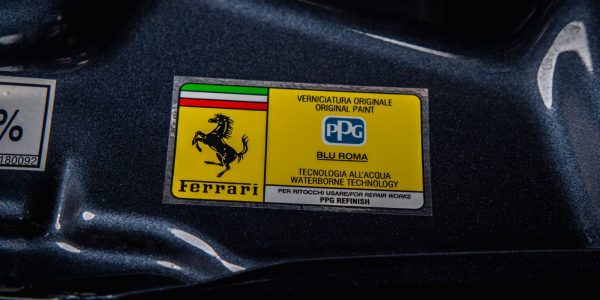 %
180092
Ferrari
VERNICIATURA ORIGINALE
ORIGINAL PAINT
PPG
BLU ROMA
TECNOLOGIA ALL'ACQUA
WATERBORNE TECHNOLOGY
PER RITOCCHI USARE/FOR REPAIR WORKS
PPG REFINISH